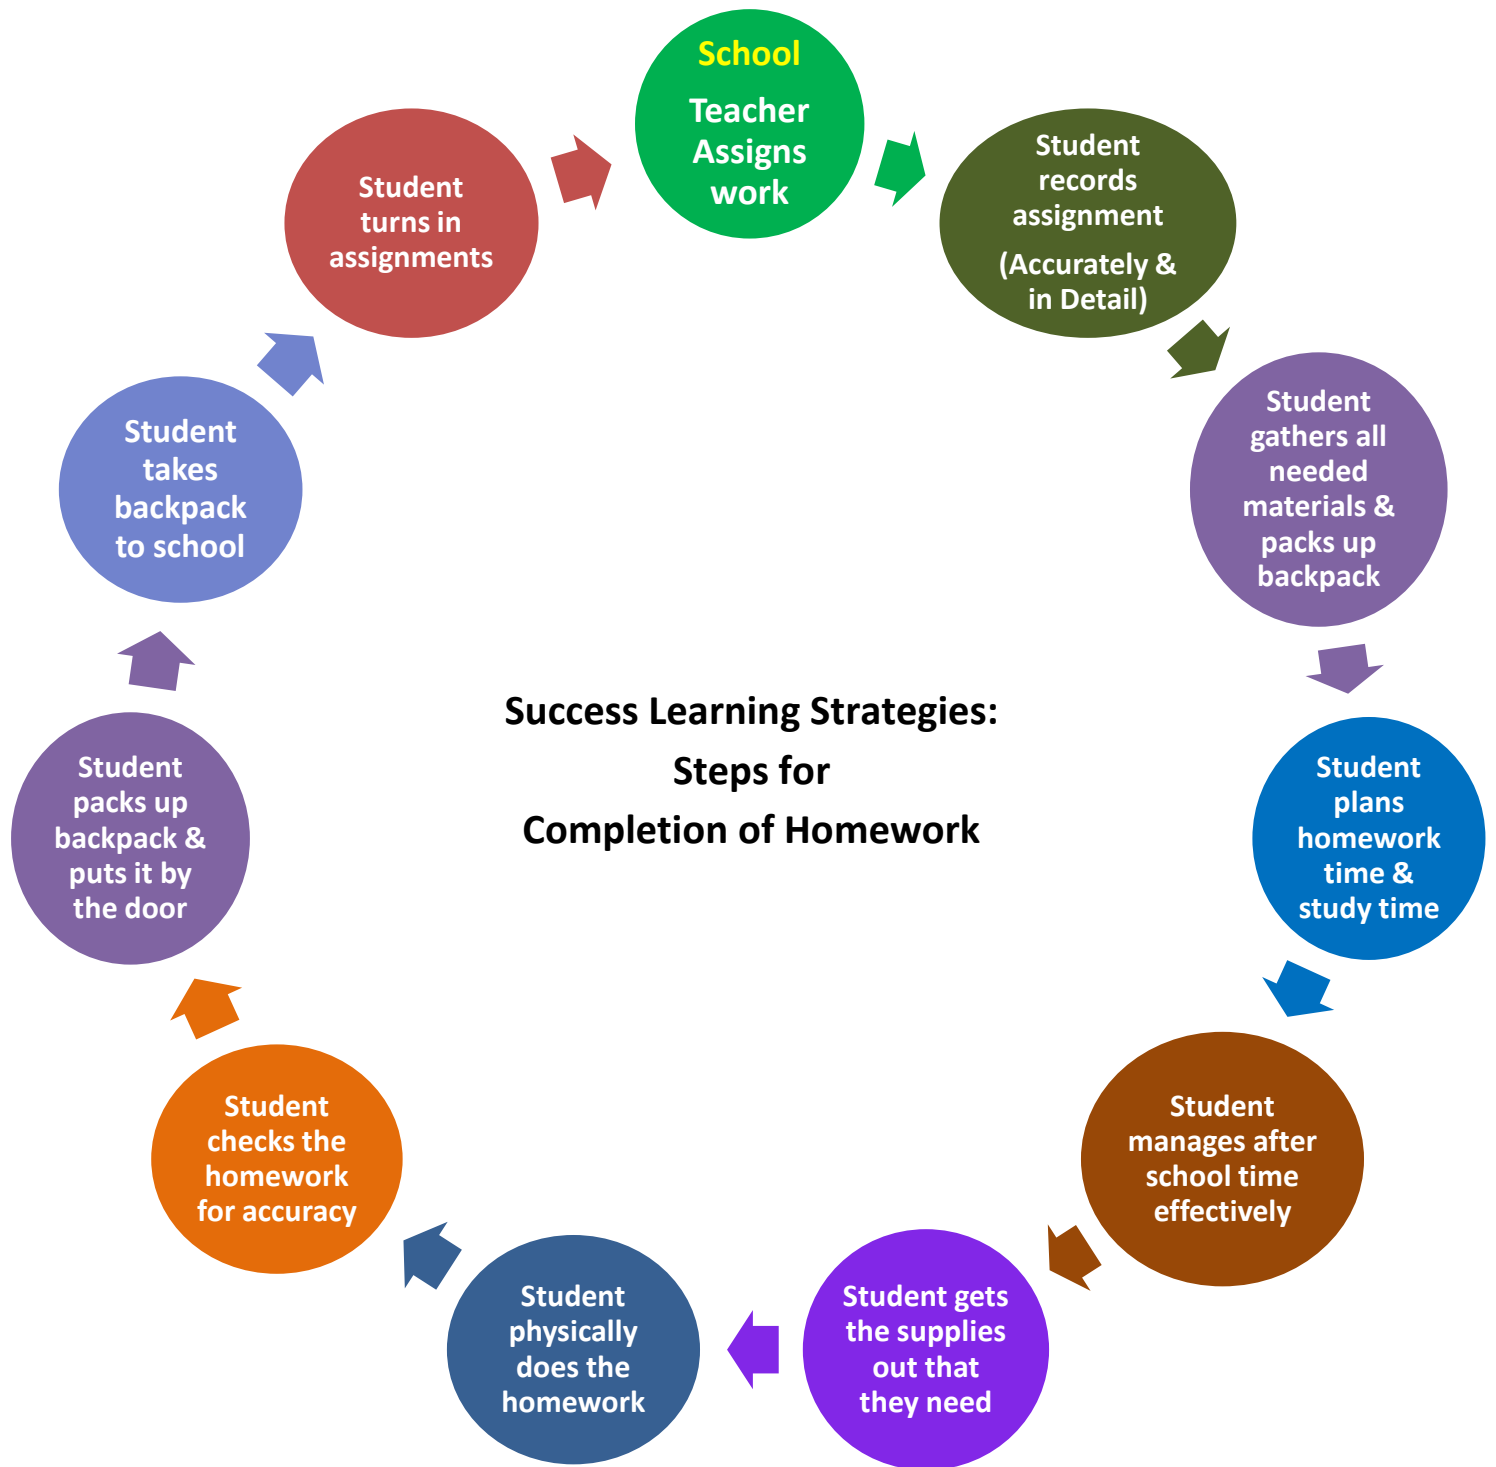 School
Teacher
Assigns
work
Student
records
assignment
(Accurately &
in Detail)
Student
gathers all
needed
materials &
packs up
backpack
Student
plans
homework
time &
study time
Student
manages after
school time
effectively
Student gets
the supplies
out that
they need
Student
physically
does the
homework
Student
checks the
homework
for accuracy
Student
packs up
backpack &
puts it by
the door
Student
takes
backpack
to school
Student
turns in
assignments
Success Learning Strategies:
Steps for
Completion of Homework